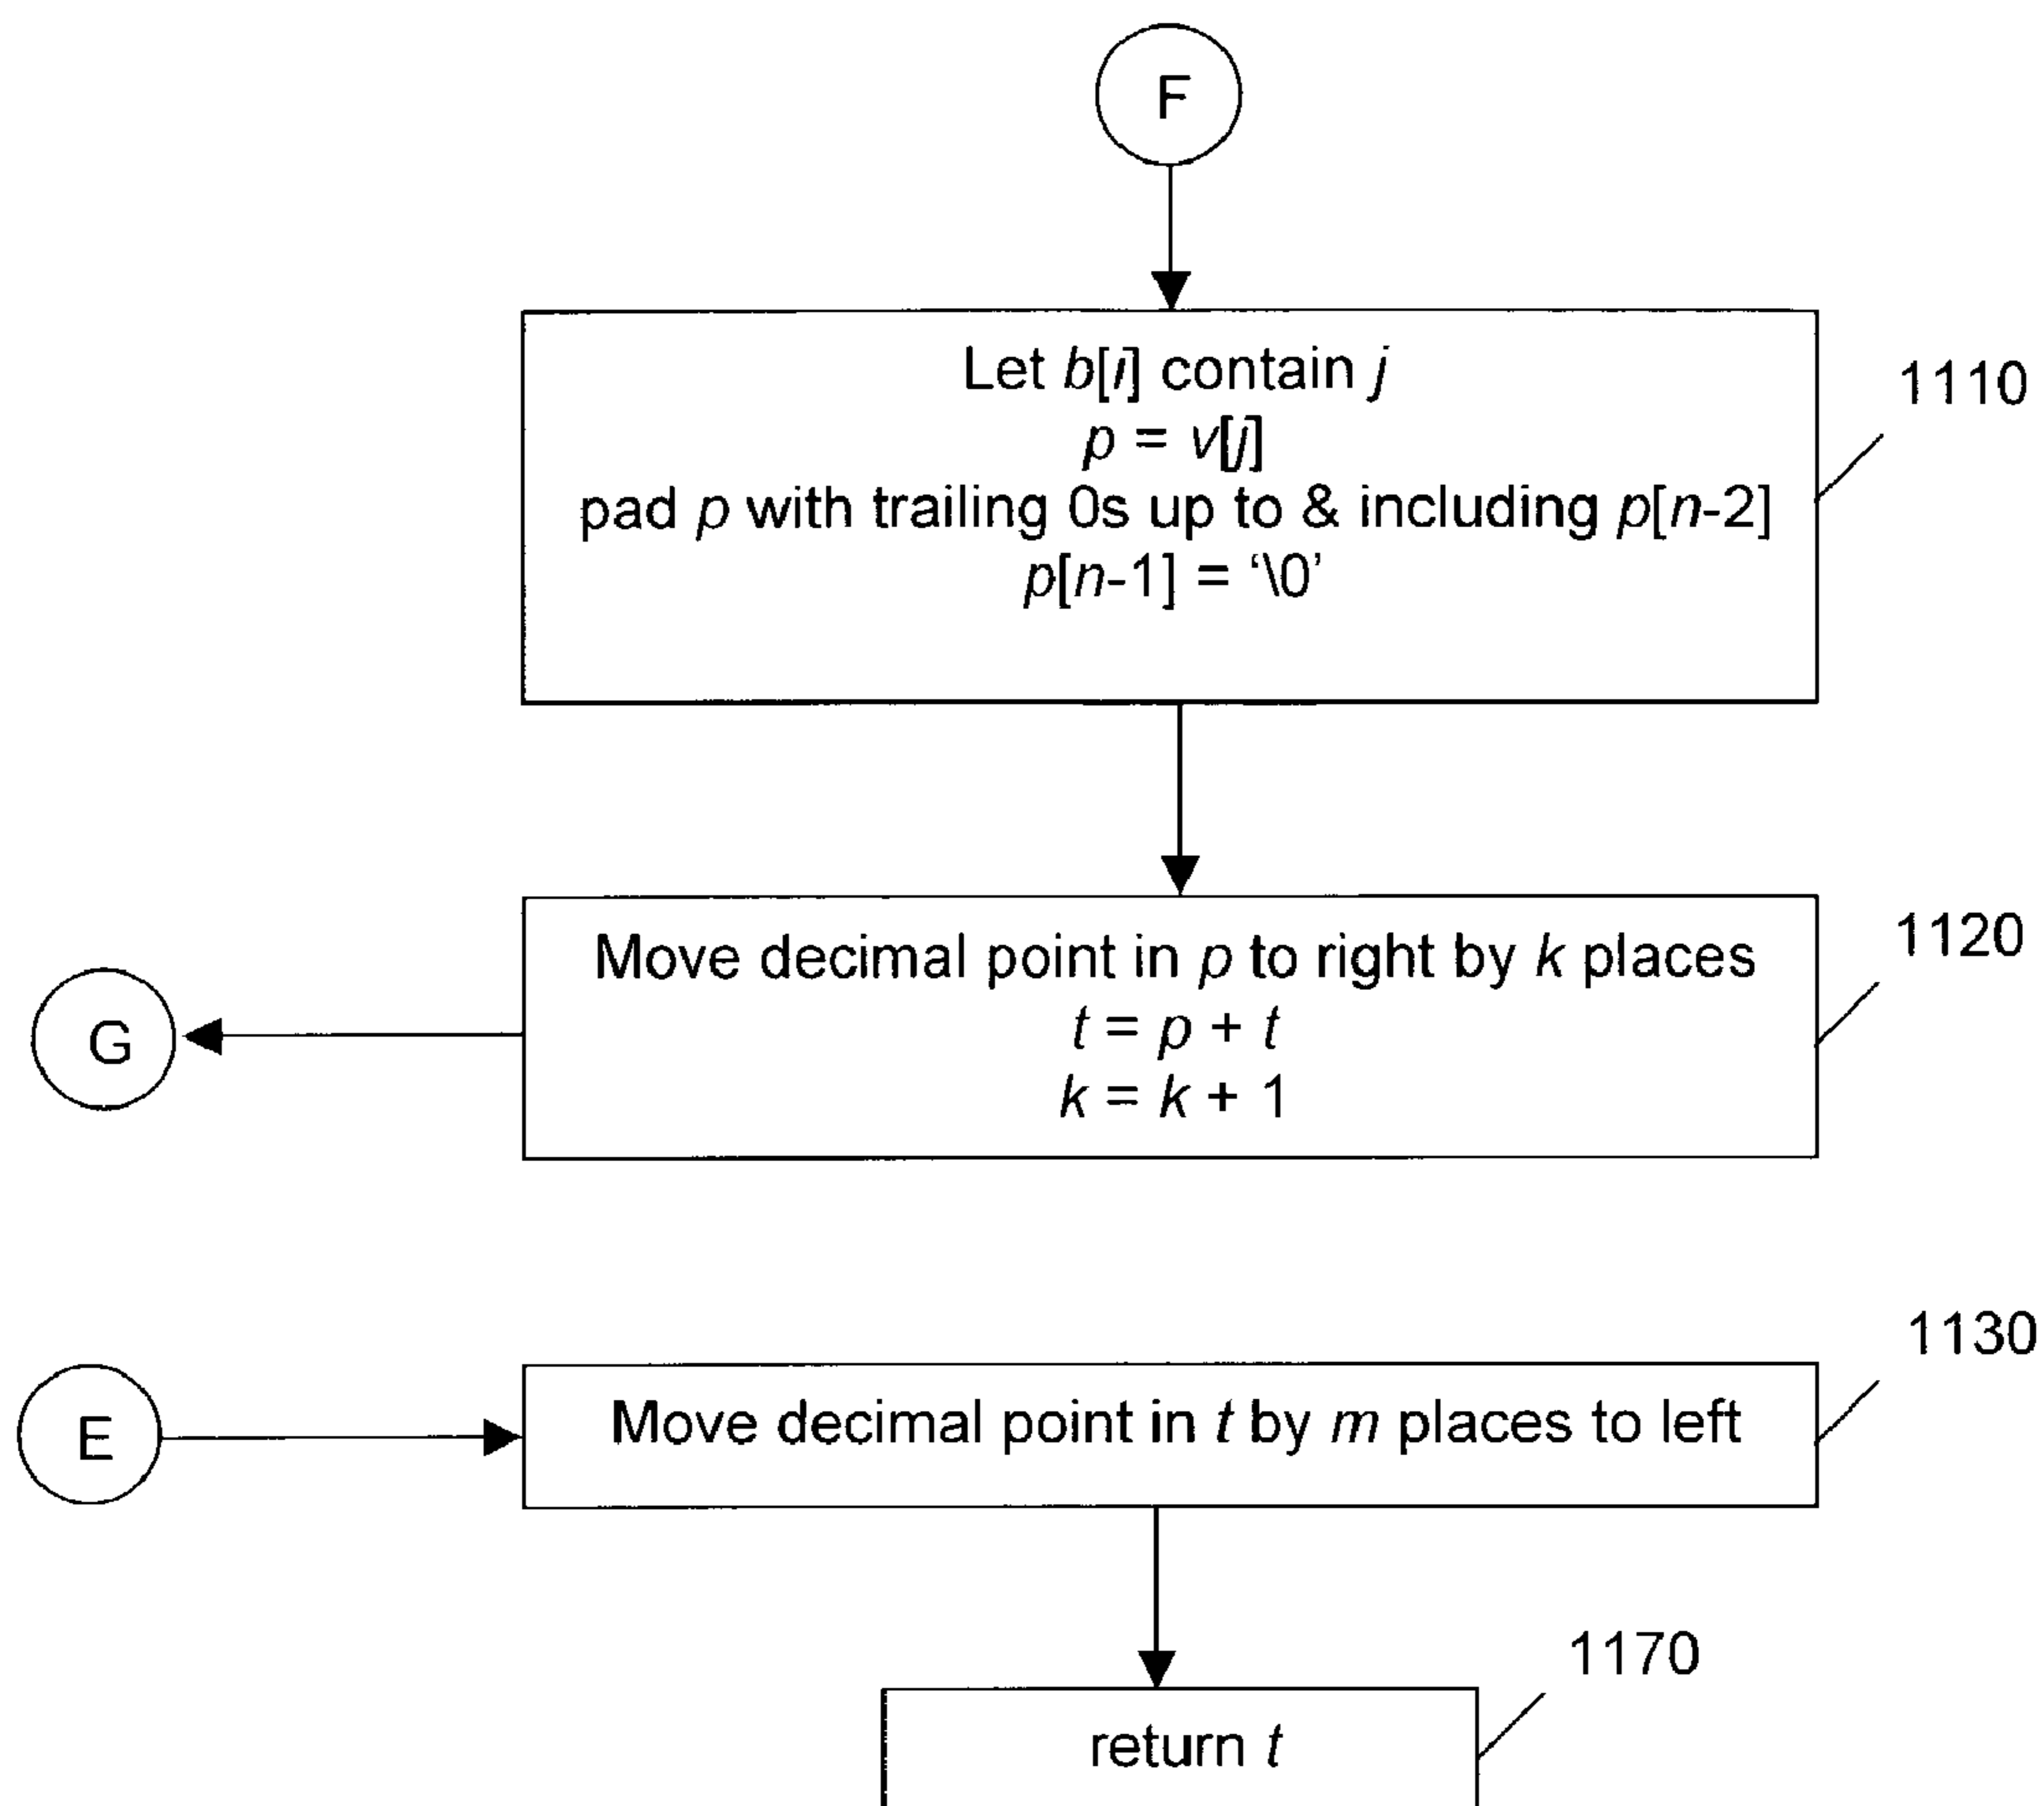 F
Let b[i] contain j
p = v[j]
pad p with trailing 0s up to & including p[n-2]
p[n-1] = ‘\0’
1110
Move decimal point in p to right by k places
t = p + t
k = k + 1
1120
G
1130
E
Move decimal point in t by m places to left
1170
return t